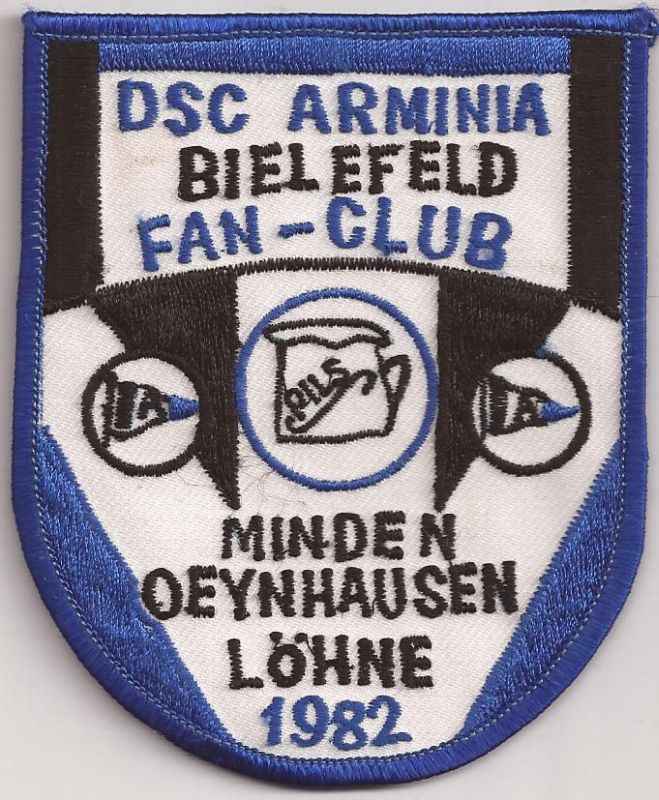 DSC ARMINIA
BIELEFELD
FAN-CLUB
PILS
A A
MINDEN
OEYNHAUSEN
LÖHNE
1982